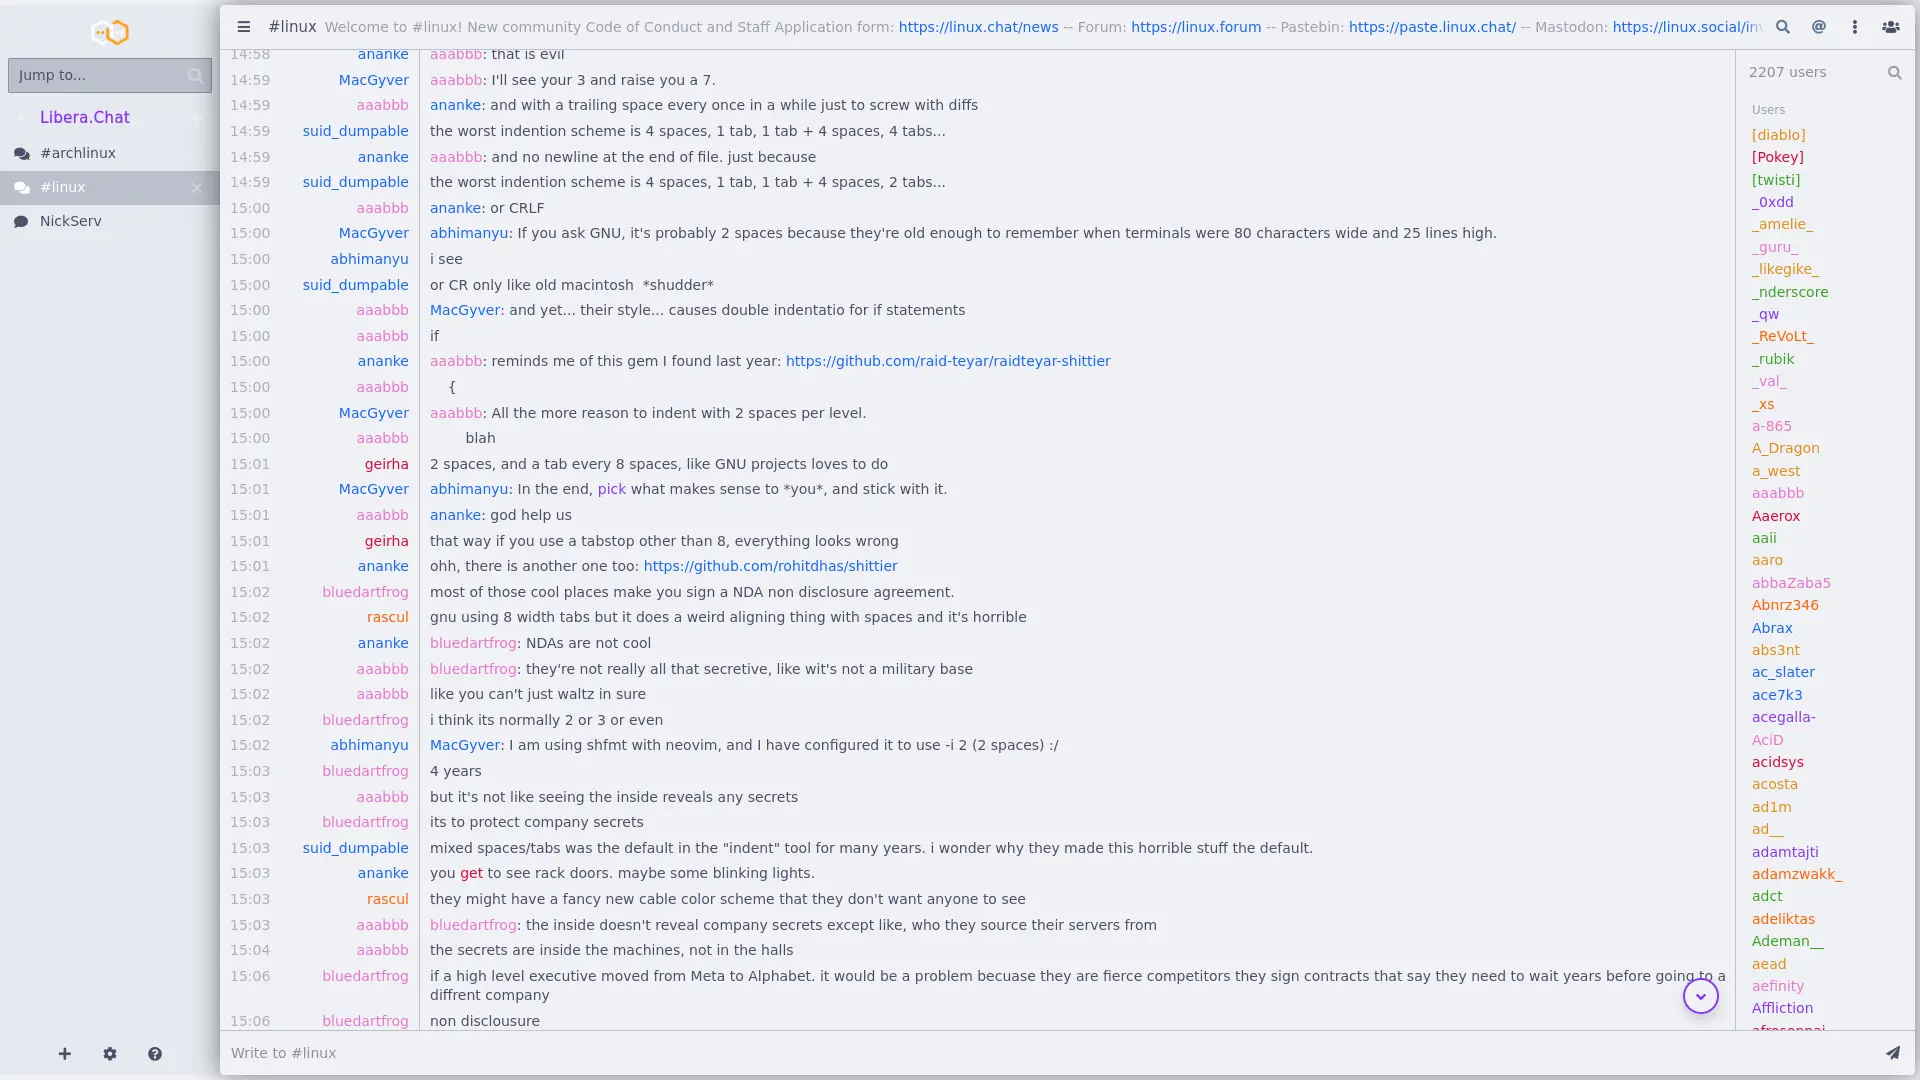 #linux Welcome to #linux! New community Code of Conduct and Staff Application form: https://linux.chat/news -- Forum: https://linux.forum -- Pastebin: https://paste.linux.chat/ -- Mastodon: https://linux.social/inv
Jump to...
Libera.Chat
#archlinux
#linux
NickServ
14:58 ananke aaabbb: that is evil
14:59 MacGyver aaabbb: I'll see your 3 and raise you a 7.
14:59 aaabbb ananke: and with a trailing space every once in a while just to screw with diffs
14:59 suid_dumpable the worst indention scheme is 4 spaces, 1 tab, 1 tab + 4 spaces, 4 tabs...
14:59 ananke aaabbb: and no newline at the end of file. just because
14:59 suid_dumpable the worst indention scheme is 4 spaces, 1 tab, 1 tab + 4 spaces, 2 tabs...
15:00 aaabbb ananke: or CRLF
15:00 MacGyver abhimanyu: If you ask GNU, it's probably 2 spaces because they're old enough to remember when terminals were 80 characters wide and 25 lines high.
15:00 abhimanyu i see
15:00 suid_dumpable or CR only like old macintosh  *shudder*
15:00 aaabbb MacGyver: and yet... their style... causes double indentatio for if statements
15:00 aaabbb if
15:00 ananke aaabbb: reminds me of this gem I found last year: https://github.com/raid-teyar/raidteyar-shittier
15:00 aaabbb {
15:00 MacGyver aaabbb: All the more reason to indent with 2 spaces per level.
15:00 aaabbb blah
15:01 geirha 2 spaces, and a tab every 8 spaces, like GNU projects loves to do
15:01 MacGyver abhimanyu: In the end, pick what makes sense to *you*, and stick with it.
15:01 aaabbb ananke: god help us
15:01 geirha that way if you use a tabstop other than 8, everything looks wrong
15:01 ananke ohh, there is another one too: https://github.com/rohitdhas/shittier
15:02 bluedartfrog most of those cool places make you sign a NDA non disclosure agreement.
15:02 rascul gnu using 8 width tabs but it does a weird aligning thing with spaces and it's horrible
15:02 ananke bluedartfrog: NDAs are not cool
15:02 aaabbb bluedartfrog: they're not really all that secretive, like wit's not a military base
15:02 aaabbb like you can't just waltz in sure
15:02 bluedartfrog i think its normally 2 or 3 or even
15:02 abhimanyu MacGyver: I am using shfmt with neovim, and I have configured it to use -i 2 (2 spaces) :/
15:03 bluedartfrog 4 years
15:03 aaabbb but it's not like seeing the inside reveals any secrets
15:03 bluedartfrog its to protect company secrets
15:03 suid_dumpable mixed spaces/tabs was the default in the "indent" tool for many years. i wonder why they made this horrible stuff the default.
15:03 ananke you get to see rack doors. maybe some blinking lights.
15:03 rascul they might have a fancy new cable color scheme that they don't want anyone to see
15:03 aaabbb bluedartfrog: the inside doesn't reveal company secrets except like, who they source their servers from
15:04 aaabbb the secrets are inside the machines, not in the halls
15:06 bluedartfrog if a high level executive moved from Meta to Alphabet. it would be a problem becuase they are fierce competitors they sign contracts that say they need to wait years before going to a
diffrent company
15:06 bluedartfrog non disclousure
Write to #linux
2207 users
Users
[diablo]
[Pokey]
[twisti]
_0xdd
_amelie_
_guru_
_likegike_
_nderscore
_qw
_ReVoLt_
_rubik
_val_
_xs
a-865
A_Dragon
a_west
aaabbb
Aaerox
aaii
aaro
abbaZaba5
Abnrz346
Abrax
abs3nt
ac_slater
ace7k3
acegalla-
AciD
acidsys
acosta
ad1m
ad__
adamtajti
adamzwakk_
adct
adeliktas
Ademan__
aead
aefinity
Affliction